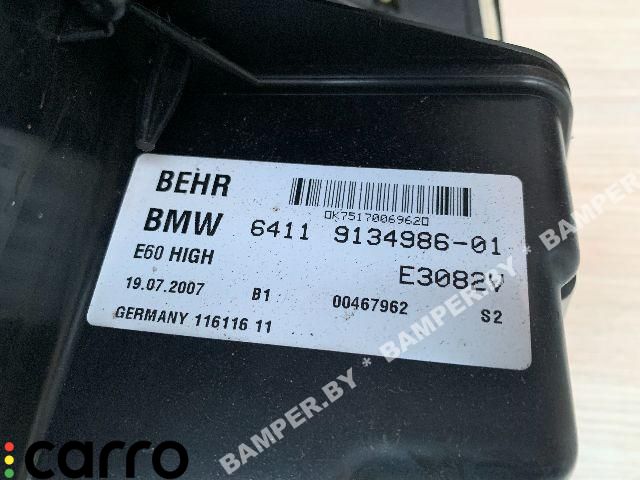 BEHR
0K75170069620
BMW 6411 9134986-01
E60 HIGH E3082V
19.07.2007 B1 00467962 S2
GERMANY 116116 11
BAMPER.BY * BAMPER.BY * BAMPER.BY
carro